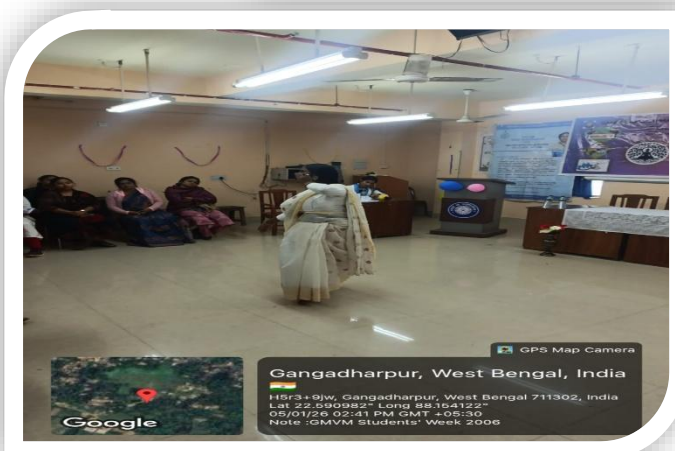 GPS Map Camera
Gangadharpur, West Bengal, India
H5r3+9jw, Gangadharpur, West Bengal 711302, India
Lat 22.590982° Long 88.164122°
05/01/26 02:41 PM GMT +05:30
Note :GMVM Students' Week 2006
Google